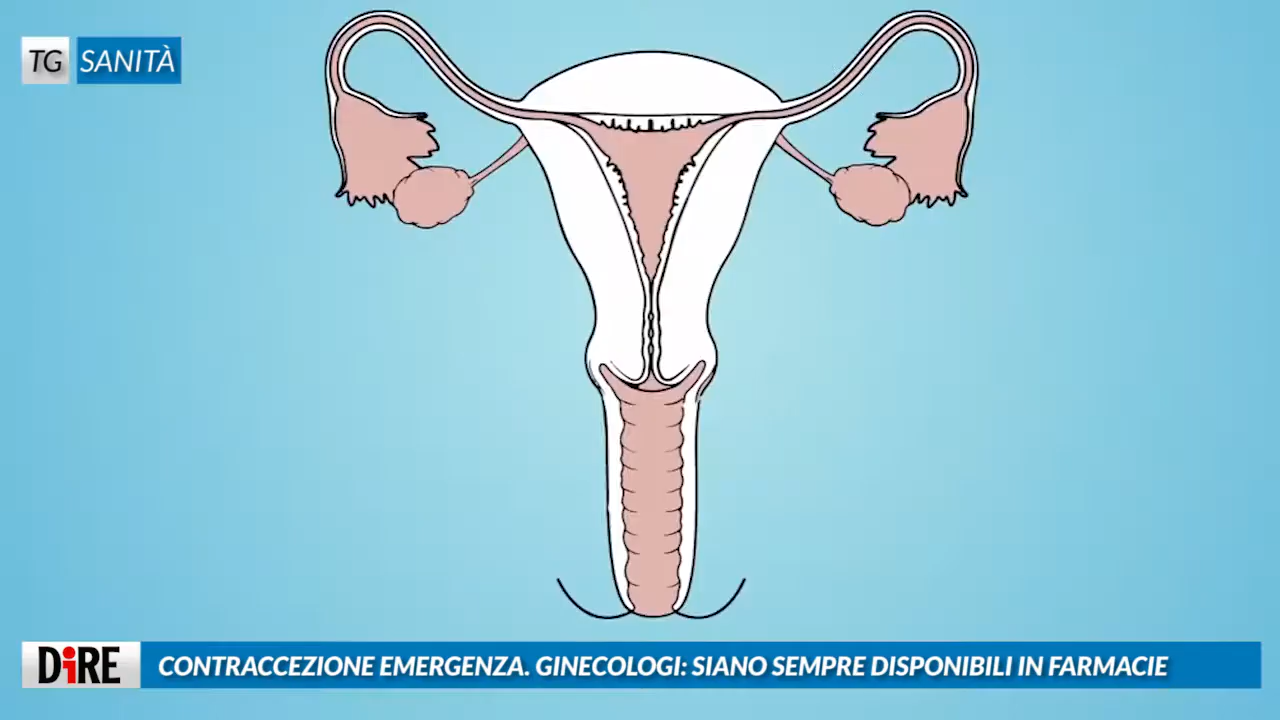 TG SANITÀ
DiRE
CONTRACCEZIONE EMERGENZA. GINECOLOGI: SIANO SEMPRE DISPONIBILI IN FARMACIE